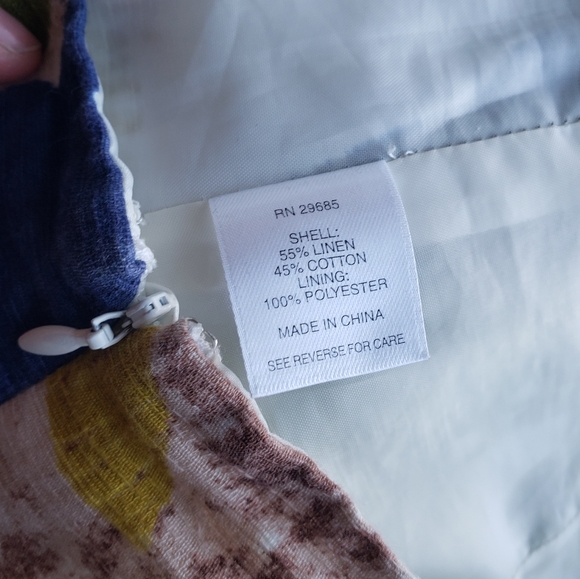 RN 29685
SHELL:
55% LINEN
45% COTTON
LINING:
100% POLYESTER
MADE IN CHINA
SEE REVERSE FOR CARE